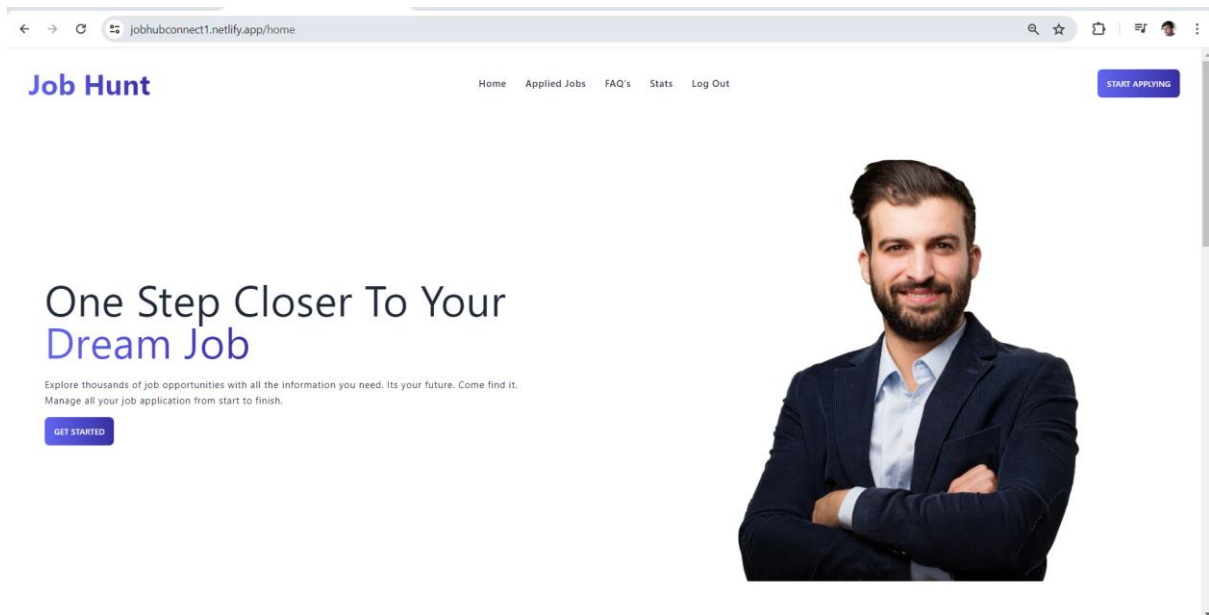 jobhubconnect1.netlify.app/home
Job Hunt
Home Applied Jobs FAQ's Stats Log Out
START APPLYING
One Step Closer To Your
Dream Job
Explore thousands of job opportunities with all the information you need. Its your future. Come find it.
Manage all your job application from start to finish.
GET STARTED